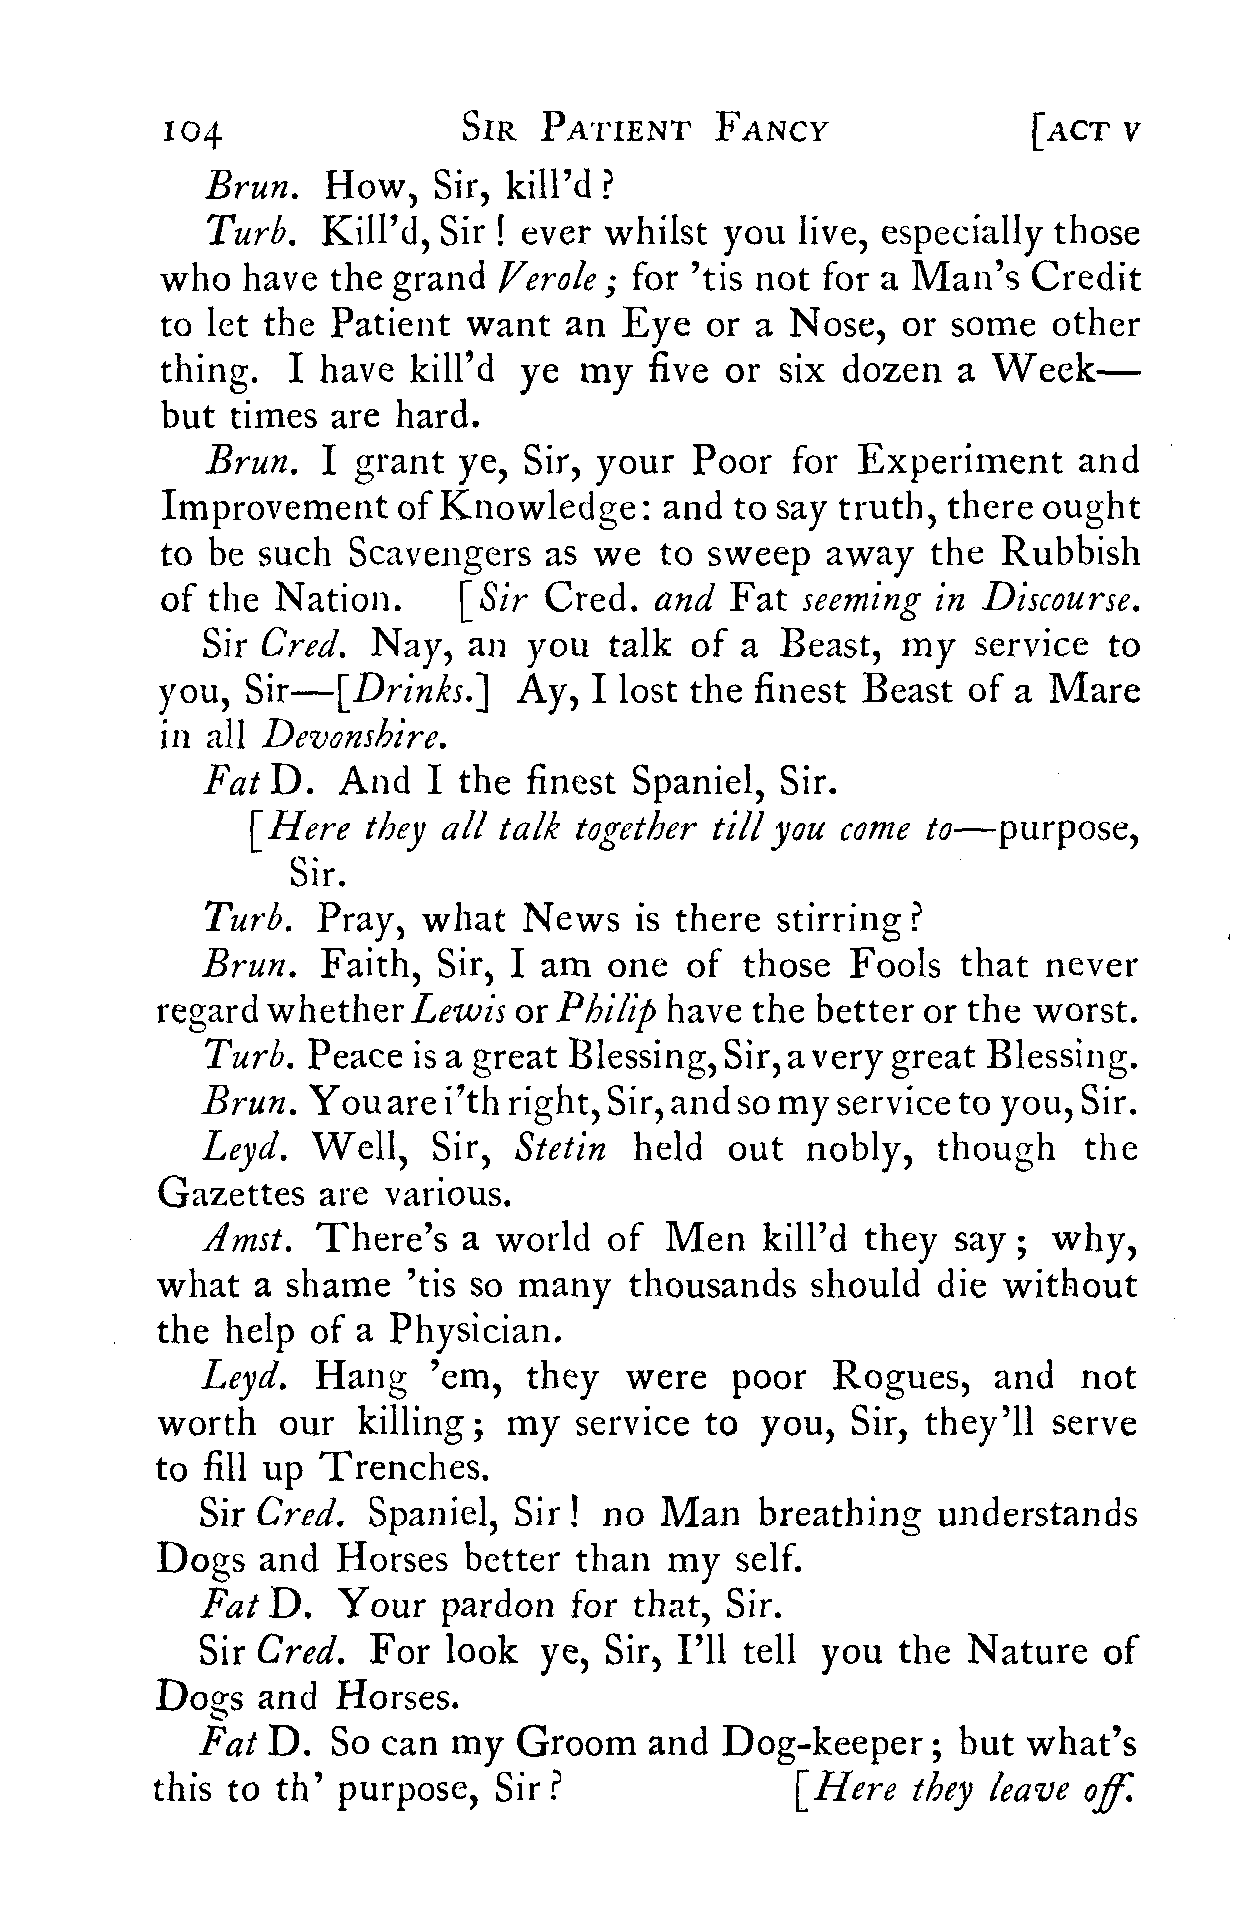 104 Sir Patient Fancy [act v
Brun. How, Sir, kill'd?
Turb. Kill'd, Sir! ever whilst you live, especially those
who have the grand Verole; for 'tis not for a Man's Credit
to let the Patient want an Eye or a Nose, or some other
thing. I have kill'd ye my five or six dozen a Week—
but times are hard.
Brun. I grant ye, Sir, your Poor for Experiment and
Improvement of Knowledge: and to say truth, there ought
to be such Scavengers as we to sweep away the Rubbish
of the Nation. [Sir Cred. and Fat seeming in Discourse.
Sir Cred. Nay, an you talk of a Beast, my service to
you, Sir—[Drinks.] Ay, I lost the finest Beast of a Mare
in all Devonshire.
Fat D. And I the finest Spaniel, Sir.
[Here they all talk together till you come to—purpose,
Sir.
Turb. Pray, what News is there stirring?
Brun. Faith, Sir, I am one of those Fools that never
regard whether Lewis or Philip have the better or the worst.
Turb. Peace is a great Blessing, Sir, a very great Blessing.
Brun. You are i'th right, Sir, and so my service to you, Sir.
Leyd. Well, Sir, Stetin held out nobly, though the
Gazettes are various.
Amst. There's a world of Men kill'd they say; why,
what a shame 'tis so many thousands should die without
the help of a Physician.
Leyd. Hang 'em, they were poor Rogues, and not
worth our killing; my service to you, Sir, they'll serve
to fill up Trenches.
Sir Cred. Spaniel, Sir! no Man breathing understands
Dogs and Horses better than my self.
Fat D. Your pardon for that, Sir.
Sir Cred. For look ye, Sir, I'll tell you the Nature of
Dogs and Horses.
Fat D. So can my Groom and Dog-keeper; but what's
this to th' purpose, Sir? [Here they leave off.